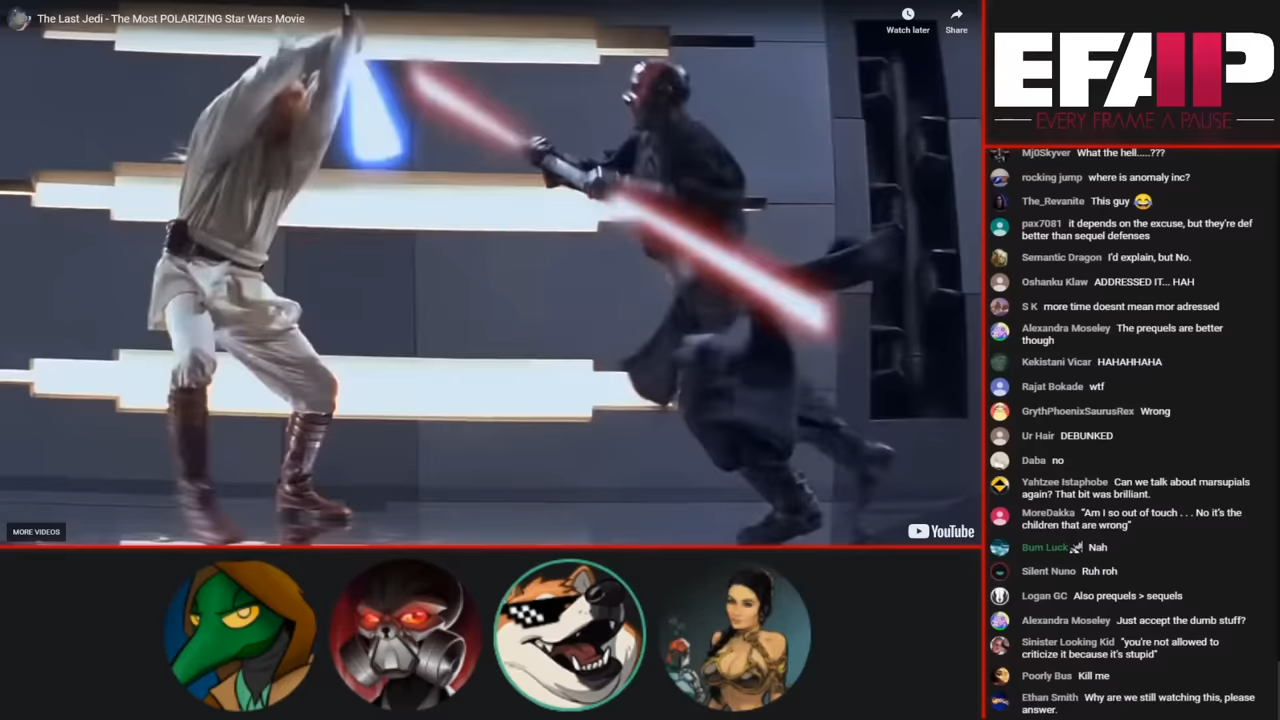 The Last Jedi - The Most POLARIZING Star Wars Movie
Watch later
Share
MORE VIDEOS
YouTube
EFAP
EVERY FRAME A PAUSE
Mj0Skyver What the hell.....???
rocking jump where is anomaly inc?
The_Revanite This guy 😂
pax7081 it depends on the excuse, but they're def
better than sequel defenses
Semantic Dragon I'd explain, but No.
Oshanku Klaw ADDRESSED IT... HAH
S K more time doesnt mean mor adressed
Alexandra Moseley The prequels are better
though
Kekistani Vicar HAHAHHAHA
Rajat Bokade wtf
GrythPhoenixSaurusRex Wrong
Ur Hair DEBUNKED
Daba no
Yahtzee Istaphobe Can we talk about marsupials
again? That bit was brilliant.
MoreDakka “Am I so out of touch . . . No it's the
children that are wrong”
Bum Luck Nah
Silent Nuno Ruh roh
Logan GC Also prequels > sequels
Alexandra Moseley Just accept the dumb stuff?
Sinister Looking Kid “you're not allowed to
criticize it because it's stupid”
Poorly Bus Kill me
Ethan Smith Why are we still watching this, please
answer.